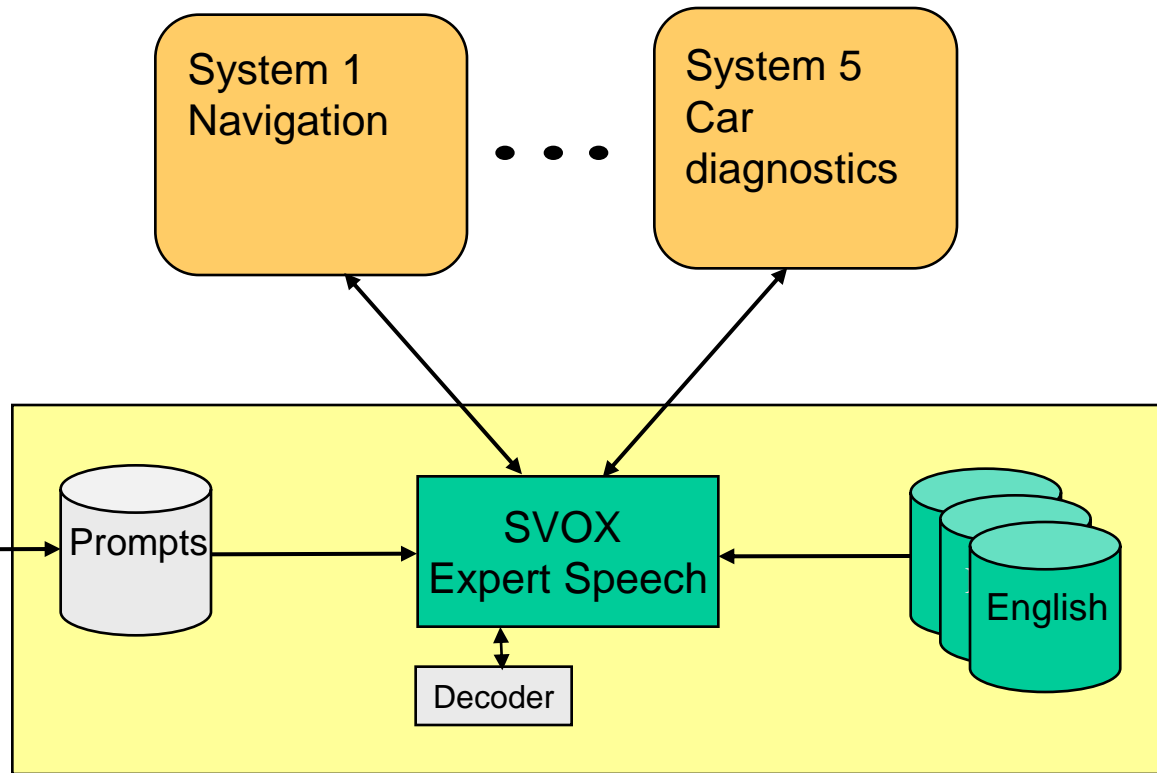 System 1
Navigation
System 5
Car
diagnostics
Prompts
SVOX
Expert Speech
English
Decoder